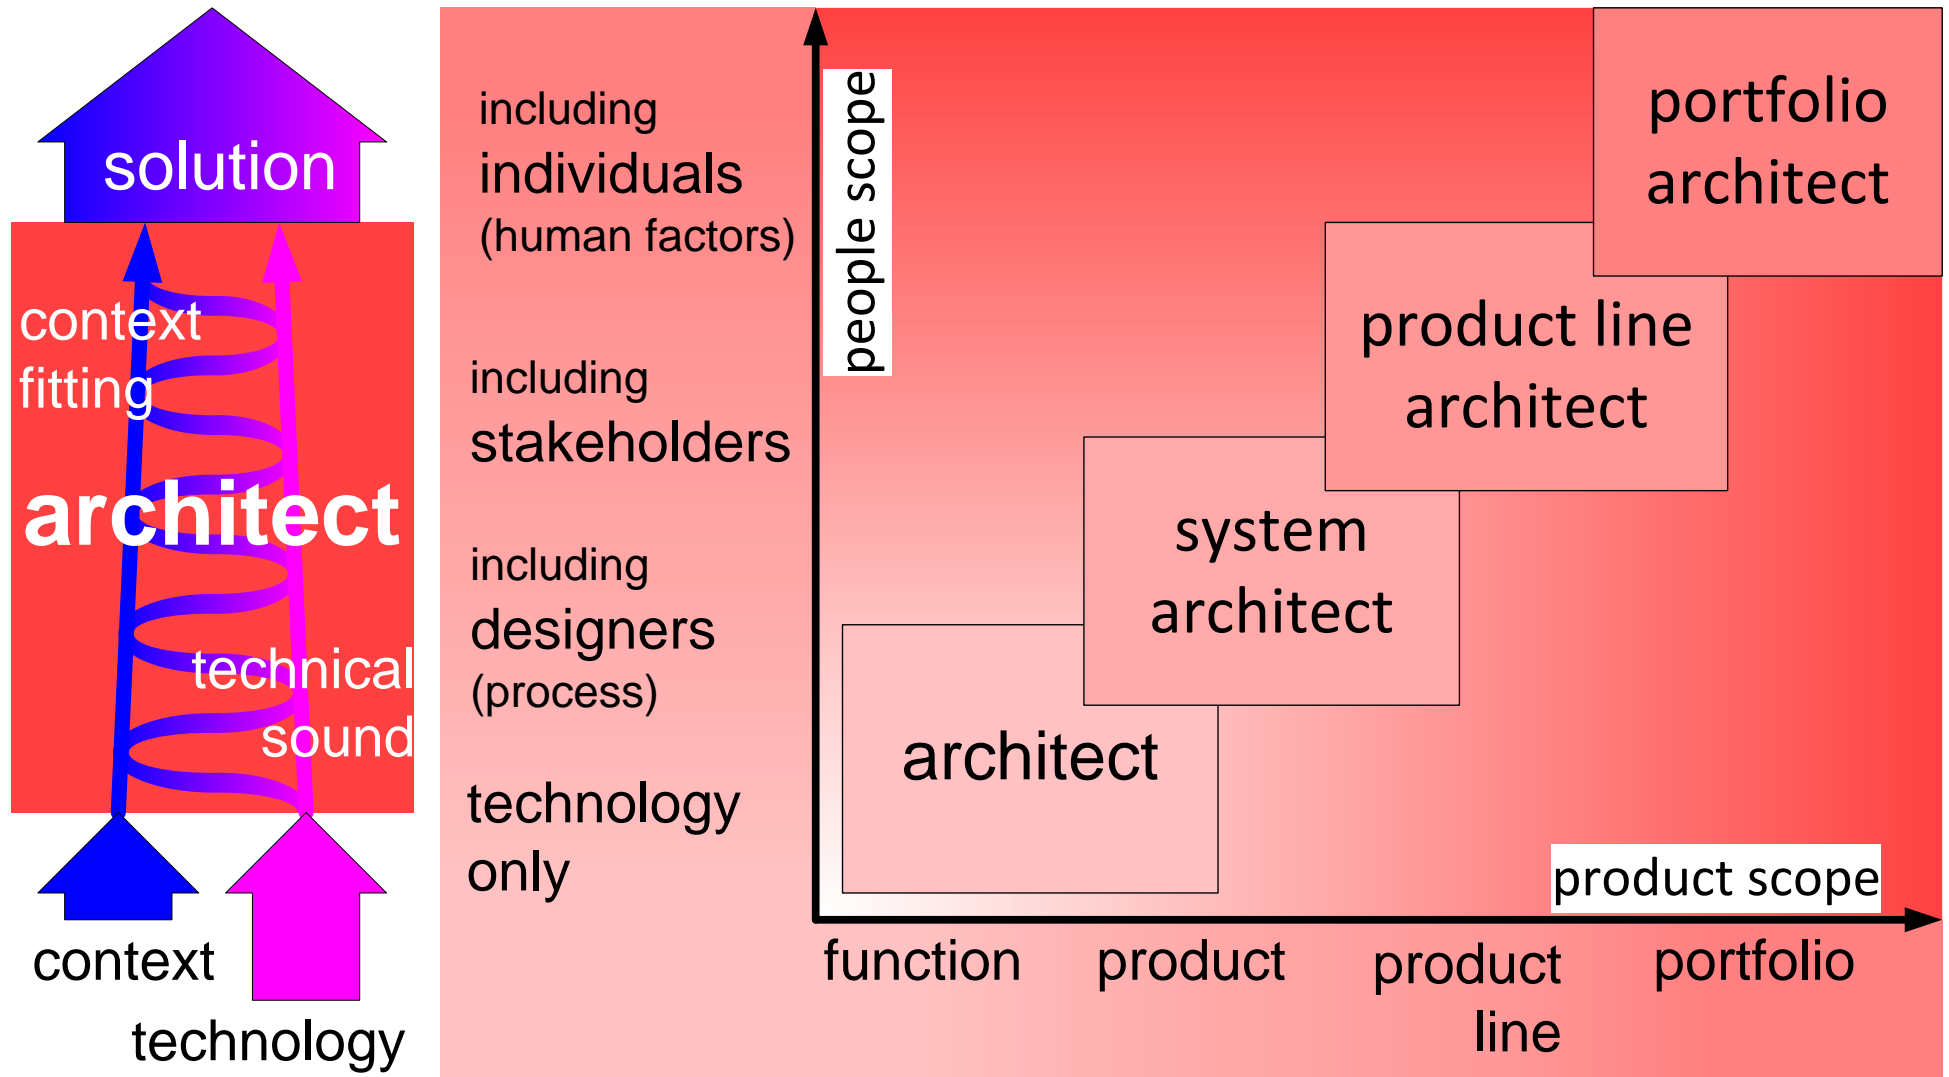 solution
context
fitting
architect
technical
sound
context
technology
including
individuals
(human factors)
including
stakeholders
including
designers
(process)
technology
only
people scope
portfolio
architect
product line
architect
system
architect
architect
product scope
function
product
product
line
portfolio